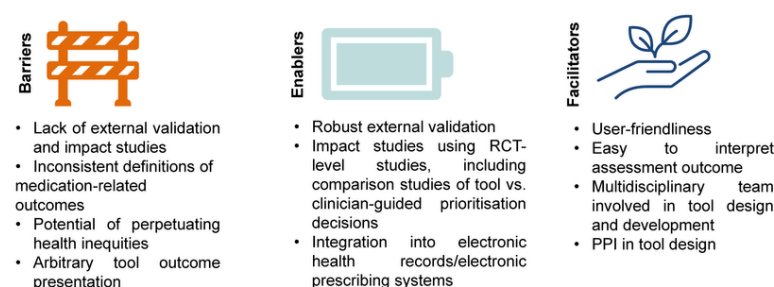 Barriers
• Lack of external validation
and impact studies
• Inconsistent definitions of
medication-related
outcomes
• Potential of perpetuating
health inequities
• Arbitrary tool outcome
presentation
Enablers
• Robust external validation
• Impact studies using RCT-
level studies, including
comparison studies of tool vs.
clinician-guided prioritisation
decisions
• Integration into electronic
health records/electronic
prescribing systems
Facilitators
• User-friendliness
• Easy to interpret
assessment outcome
• Multidisciplinary team
involved in tool design
and development
• PPI in tool design